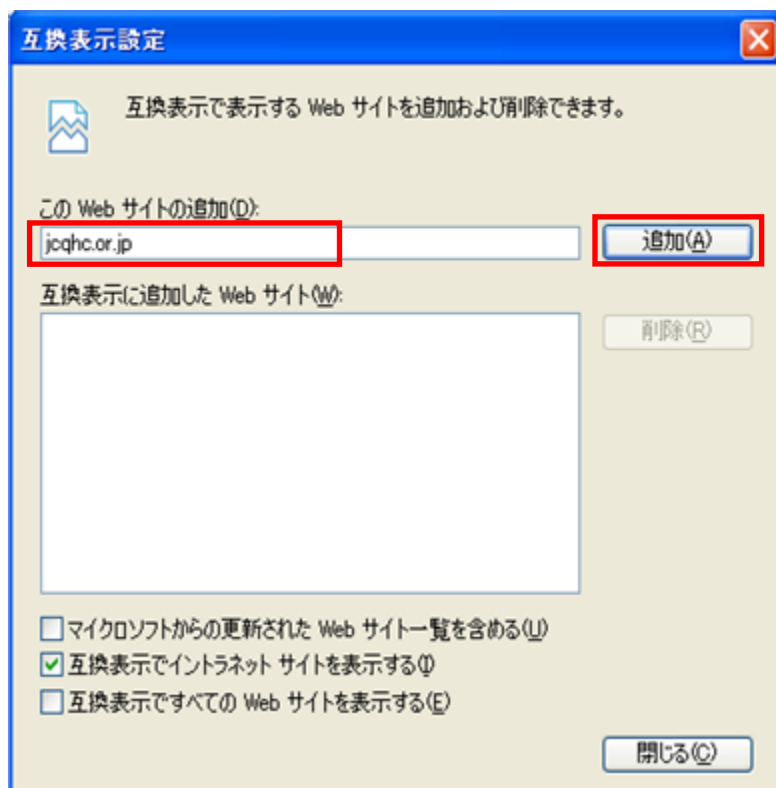 互換表示設定
互換表示で表示する Web サイトを追加および削除できます。
この Web サイトの追加(D):
jcqhc.or.jp
追加(A)
互換表示に追加した Web サイト(W):
削除(R)
マイクロソフトからの更新された Web サイト一覧を含める(U)
互換表示でイントラネット サイトを表示する(I)
互換表示ですべての Web サイトを表示する(E)
閉じる(C)